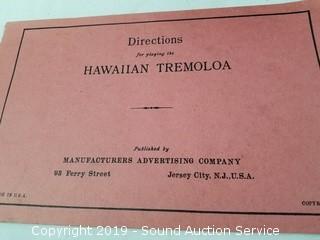 Directions
for playing the
HAWAIIAN TREMOLOA
Published by
MANUFACTURERS ADVERTISING COMPANY
93 Ferry Street Jersey City, N.J., U.S.A.
IN U.S.A.
Copyright 2019 - Sound Auction Service